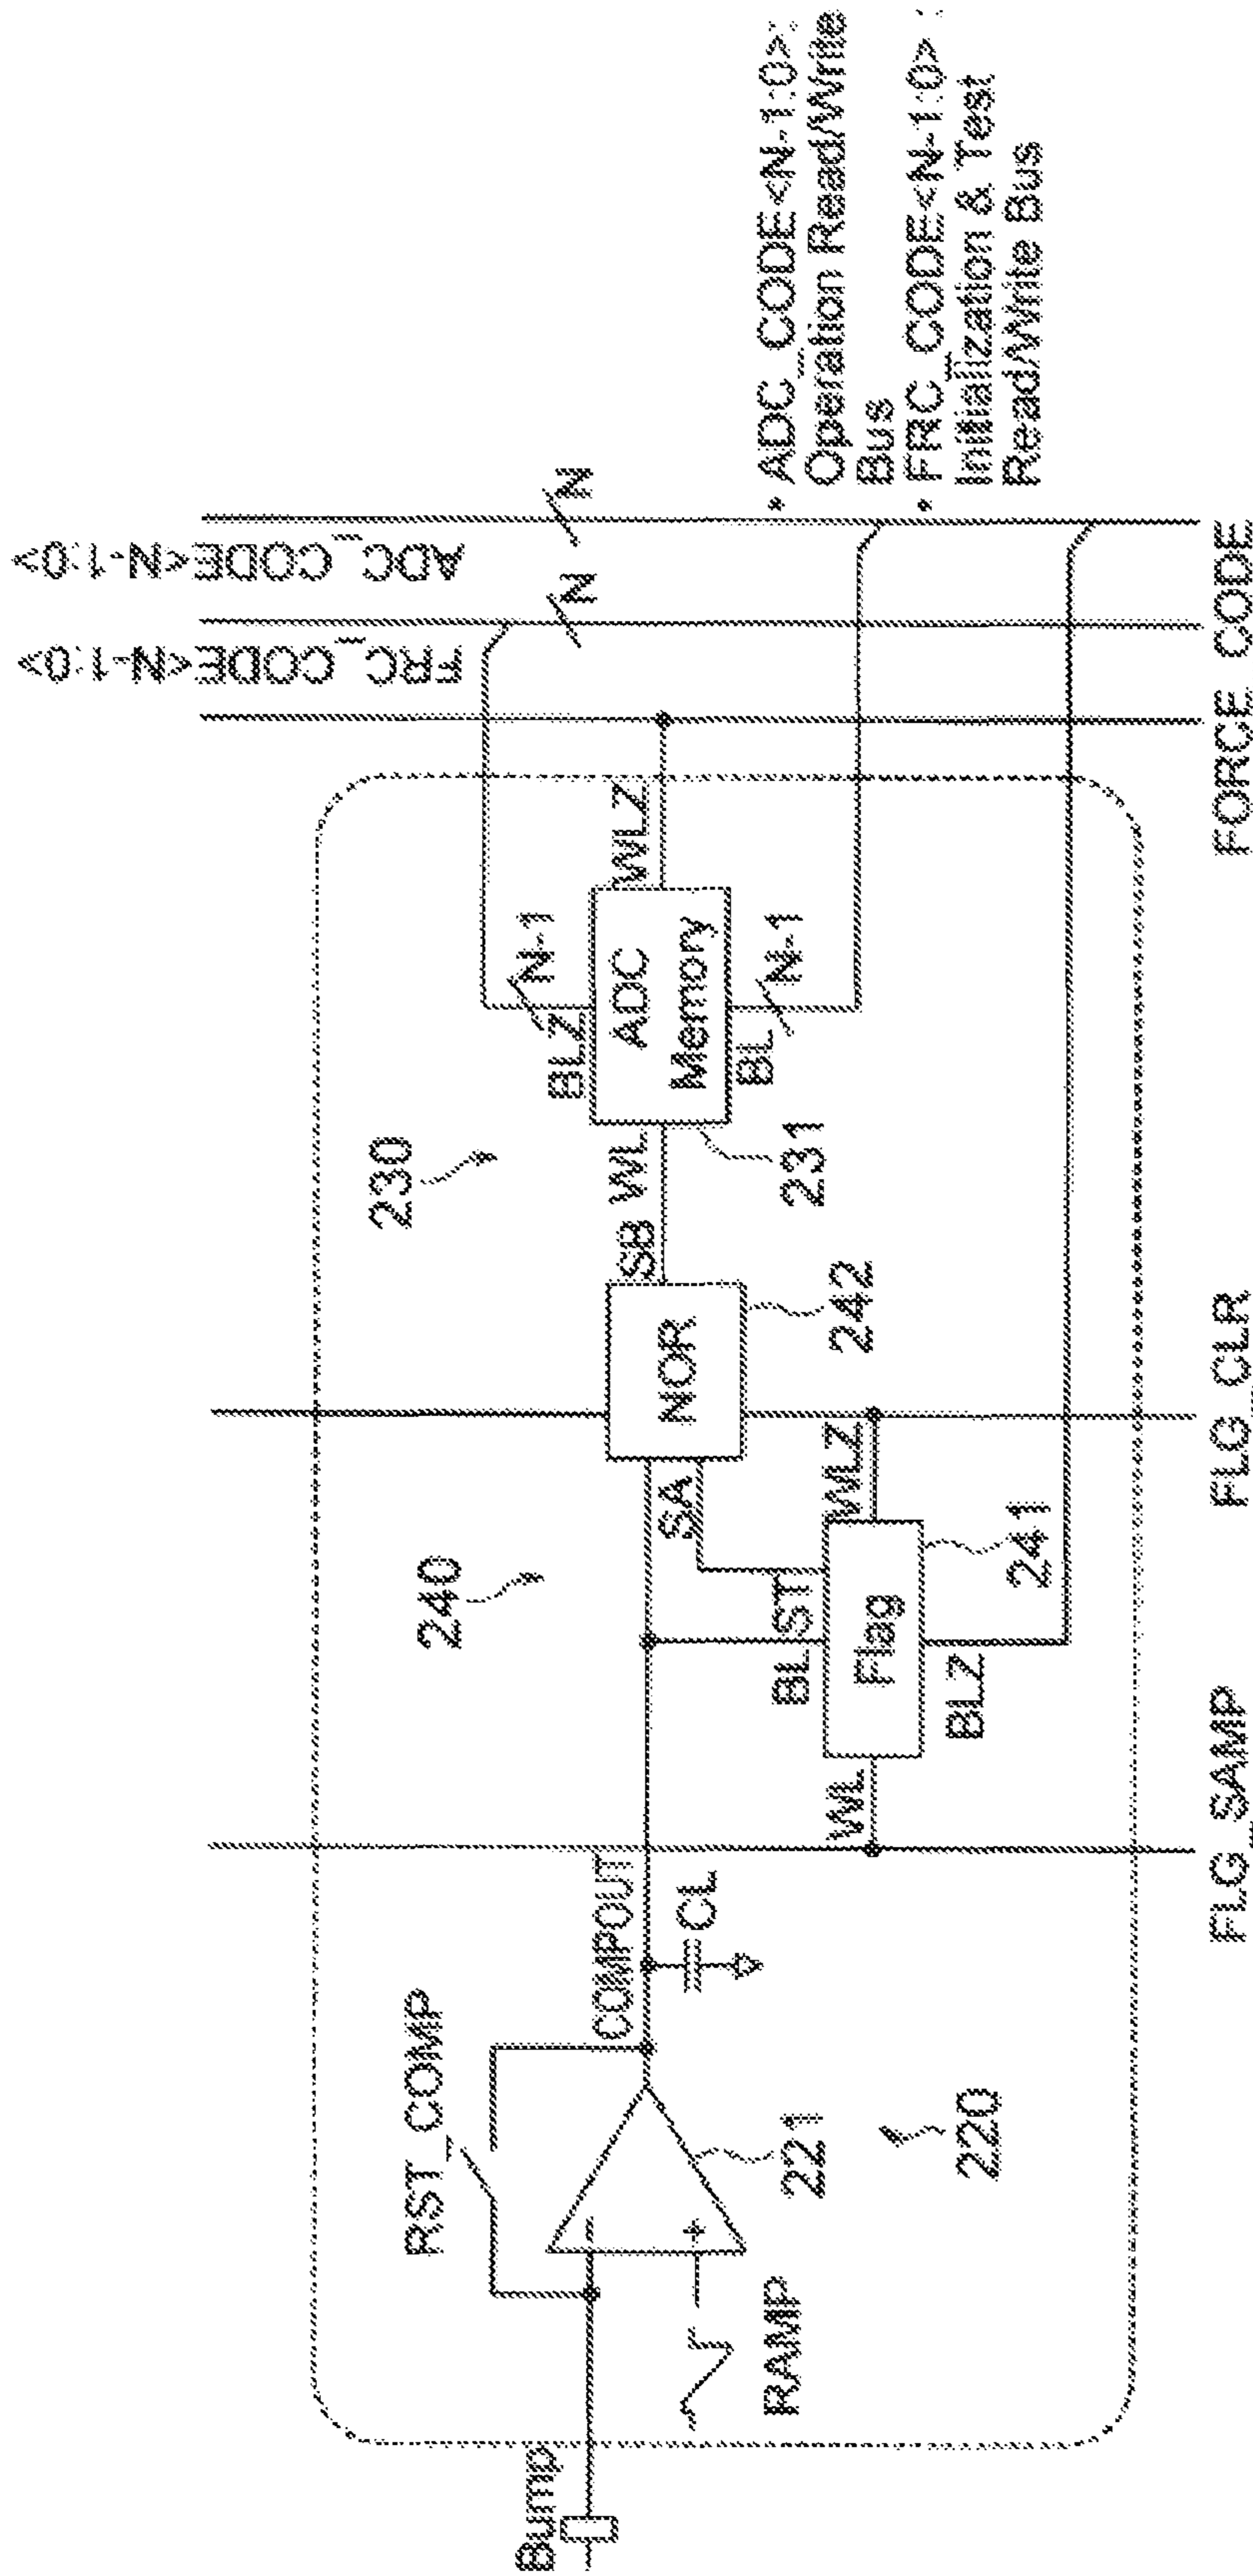 Bump
RST_COMP
COMPOUT
CL
RAMP
221
220
240
230
SA
NOR
SB
WL
242
BL
ST
WL
Flag
WLZ
BLZ
241
BLZ
N-1
ADC
Memory
WLZ
BL
N-1
231
FRC_CODE<N-1:0>
ADC_CODE<N-1:0>
N
N
FLG_SAMP
FLG_CLR
FORCE_CODE
• ADC_CODE<N-1:0>:
Operation Read/Write
Bus
• FRC_CODE<N-1:0> :
Initialization & Test
Read/Write Bus